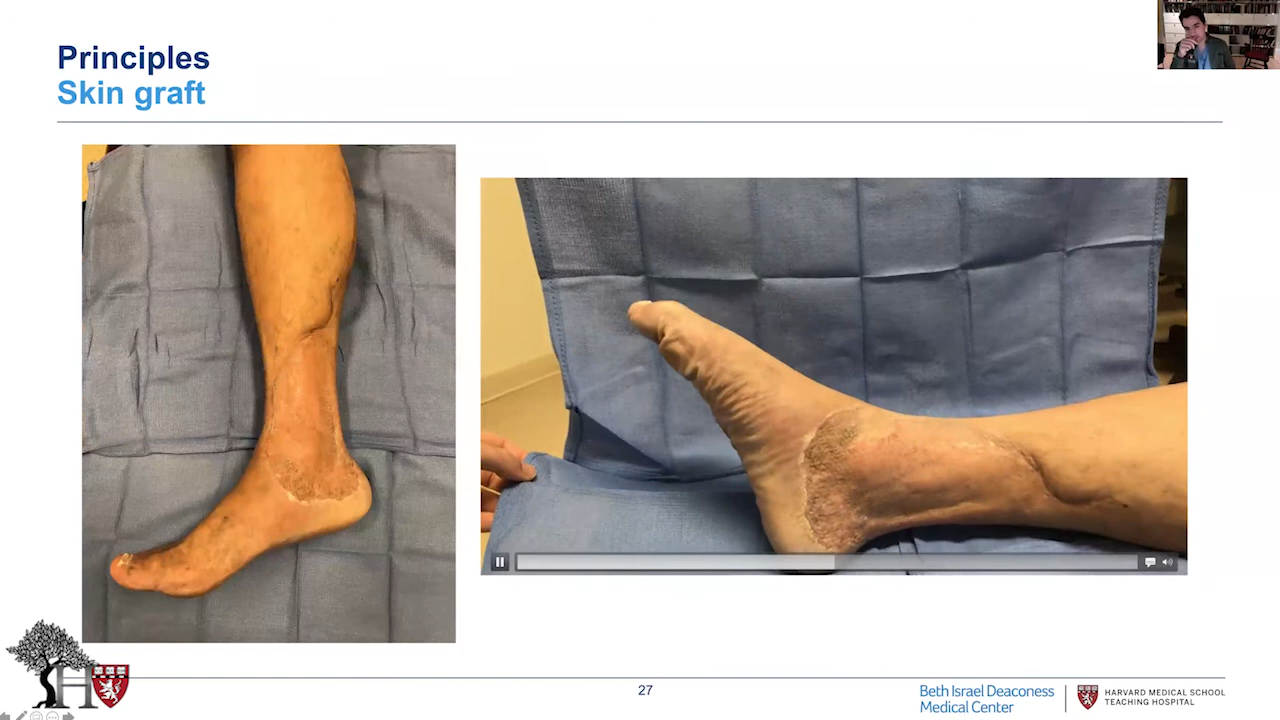 Principles
Skin graft
27
Beth Israel Deaconess
Medical Center
HARVARD MEDICAL SCHOOL
TEACHING HOSPITAL
H